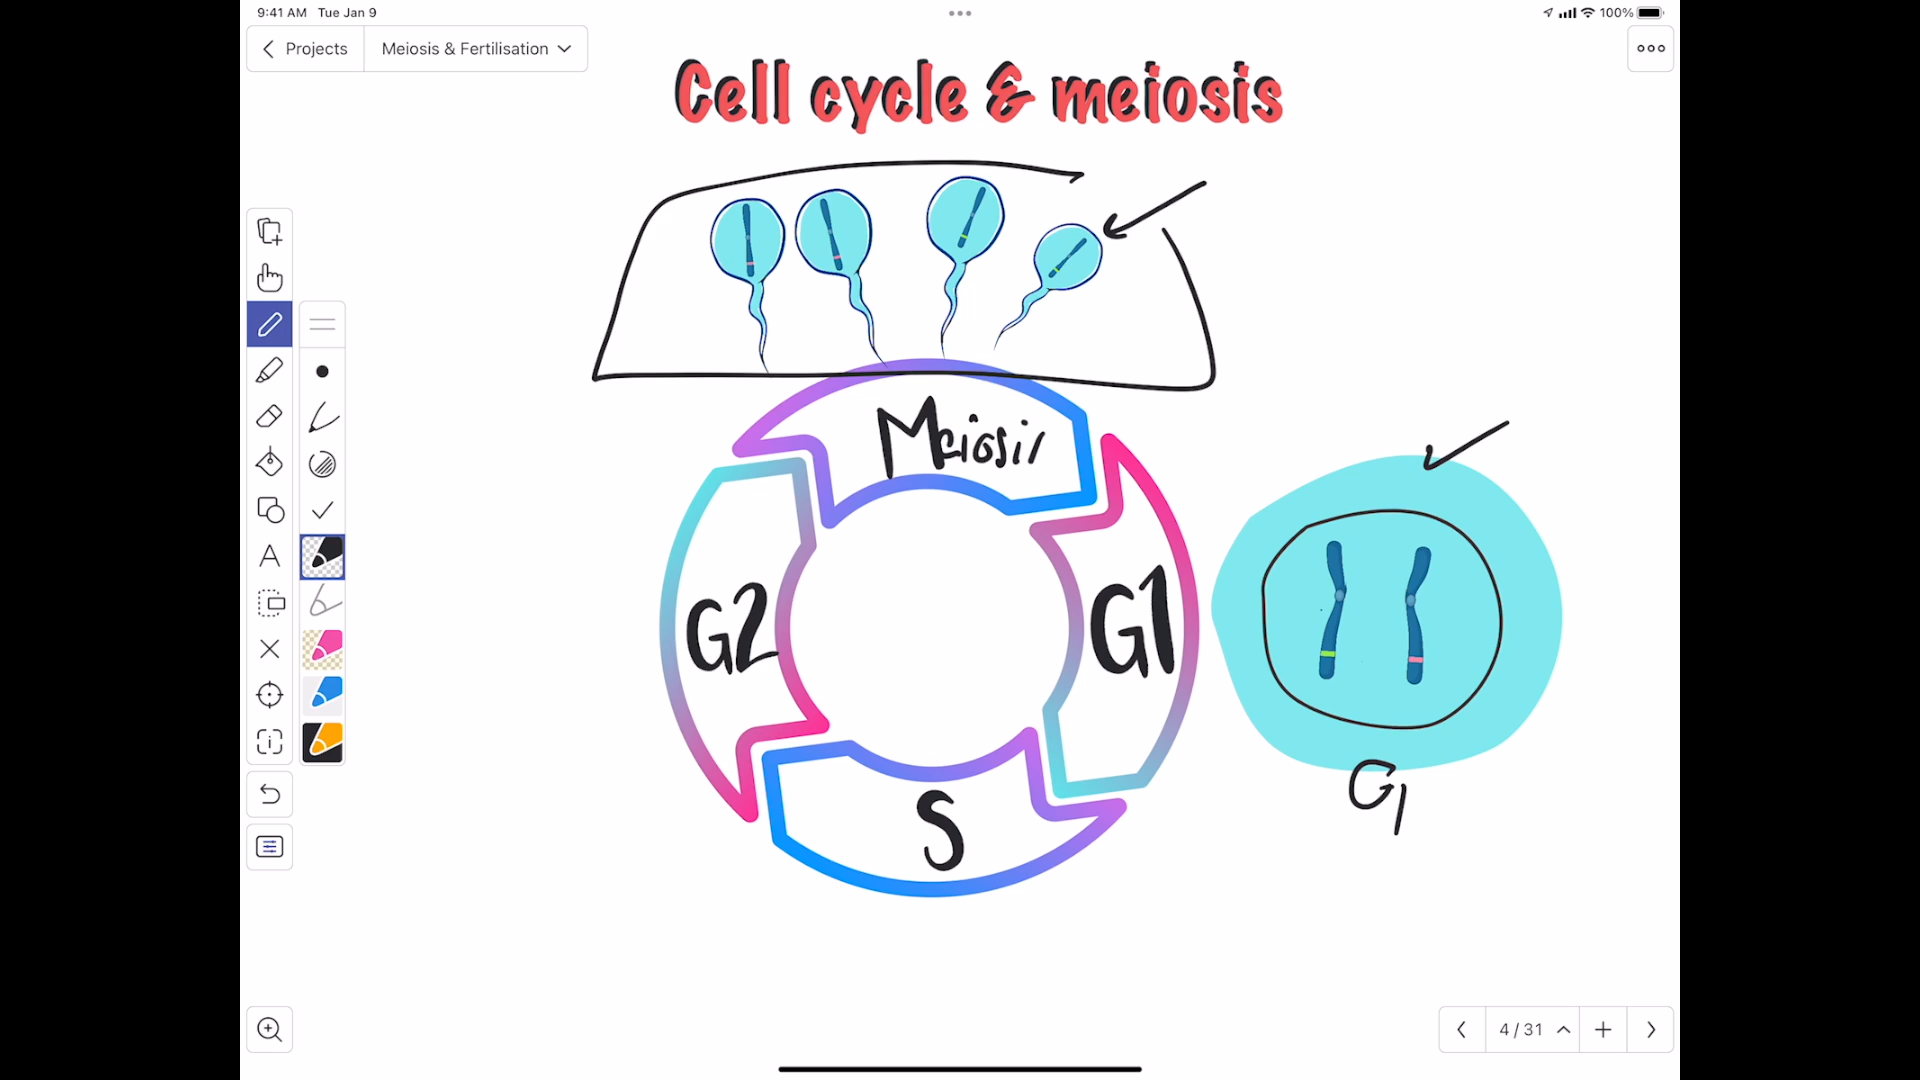 9:41 AM Tue Jan 9
100%
Projects
Meiosis & Fertilisation
Cell cycle & meiosis
Meiosis
G2
G1
S
G1
4 / 31